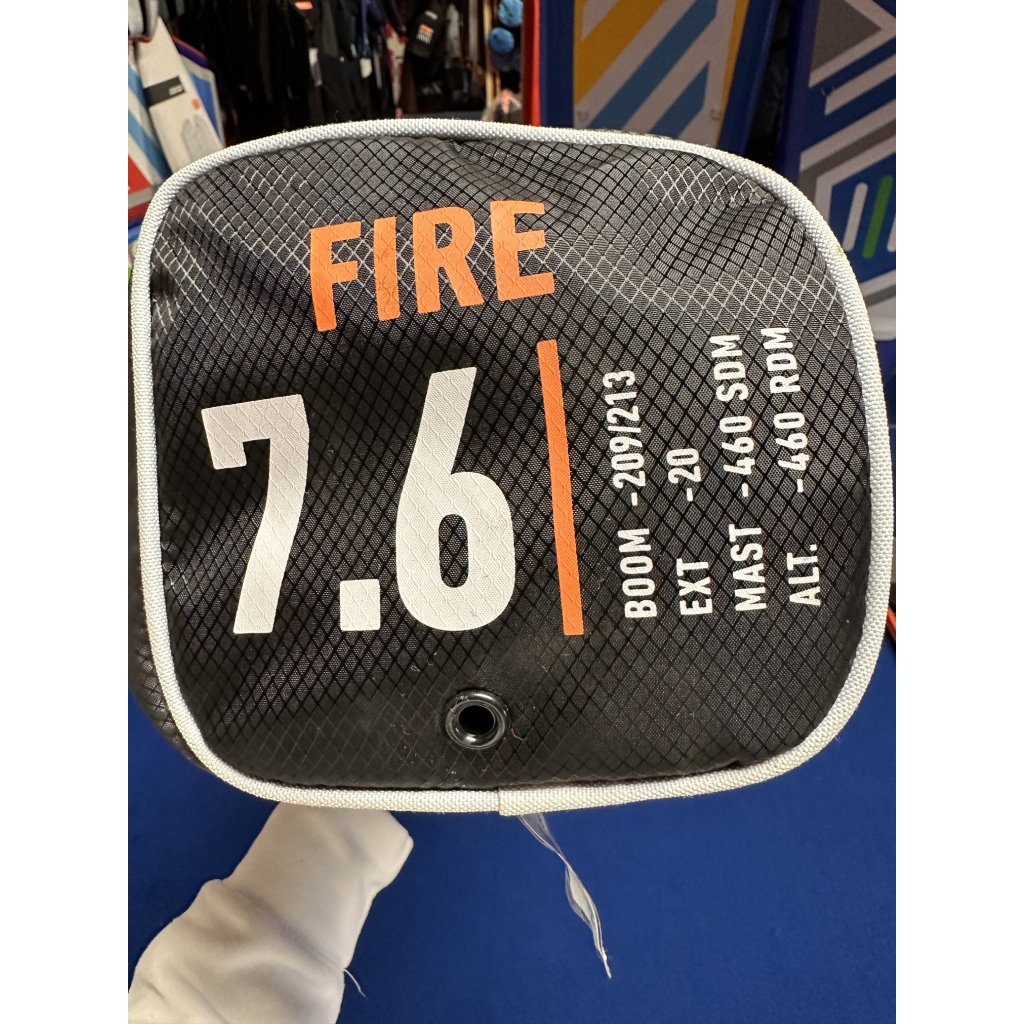 FIRE
7.6
BOOM -209/213
EXT -20
MAST -460 SDM
ALT. -460 RDM